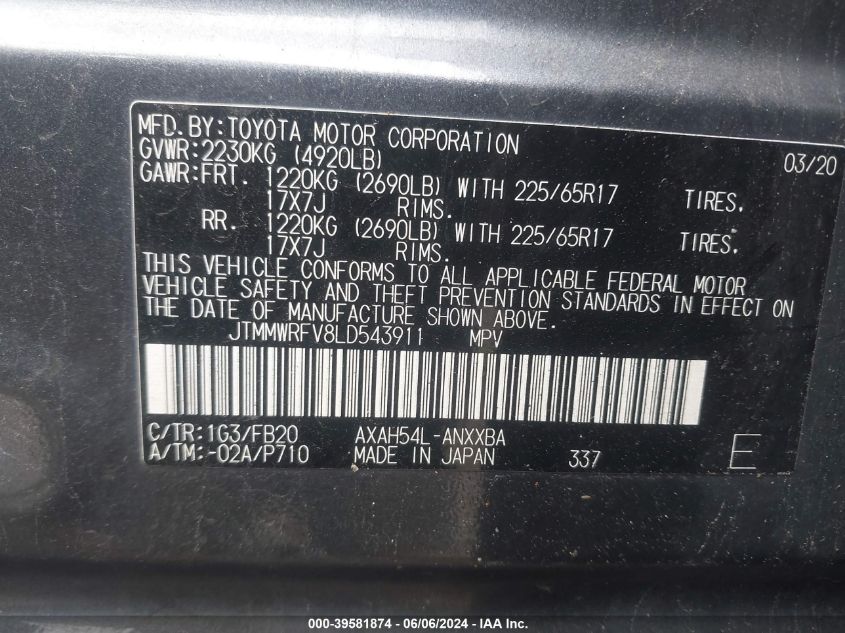 MFD.BY:TOYOTA MOTOR CORPORATION 03/20
GVWR:2230KG (4920LB)
GAWR:FRT. 1220KG (2690LB) WITH 225/65R17 TIRES.
17X7J RIMS.
RR. 1220KG (2690LB) WITH 225/65R17 TIRES.
17X7J RIMS.
THIS VEHICLE CONFORMS TO ALL APPLICABLE FEDERAL MOTOR
VEHICLE SAFETY AND THEFT PREVENTION STANDARDS IN EFFECT ON
THE DATE OF MANUFACTURE SHOWN ABOVE.
JTMMWRFV8LD543911 MPV
C/TR:1G3/FB20 AXAH54L-ANXXBA
A/TM:-02A/P710 MADE IN JAPAN 337 E
000-39581874 - 06/06/2024 - IAA Inc.